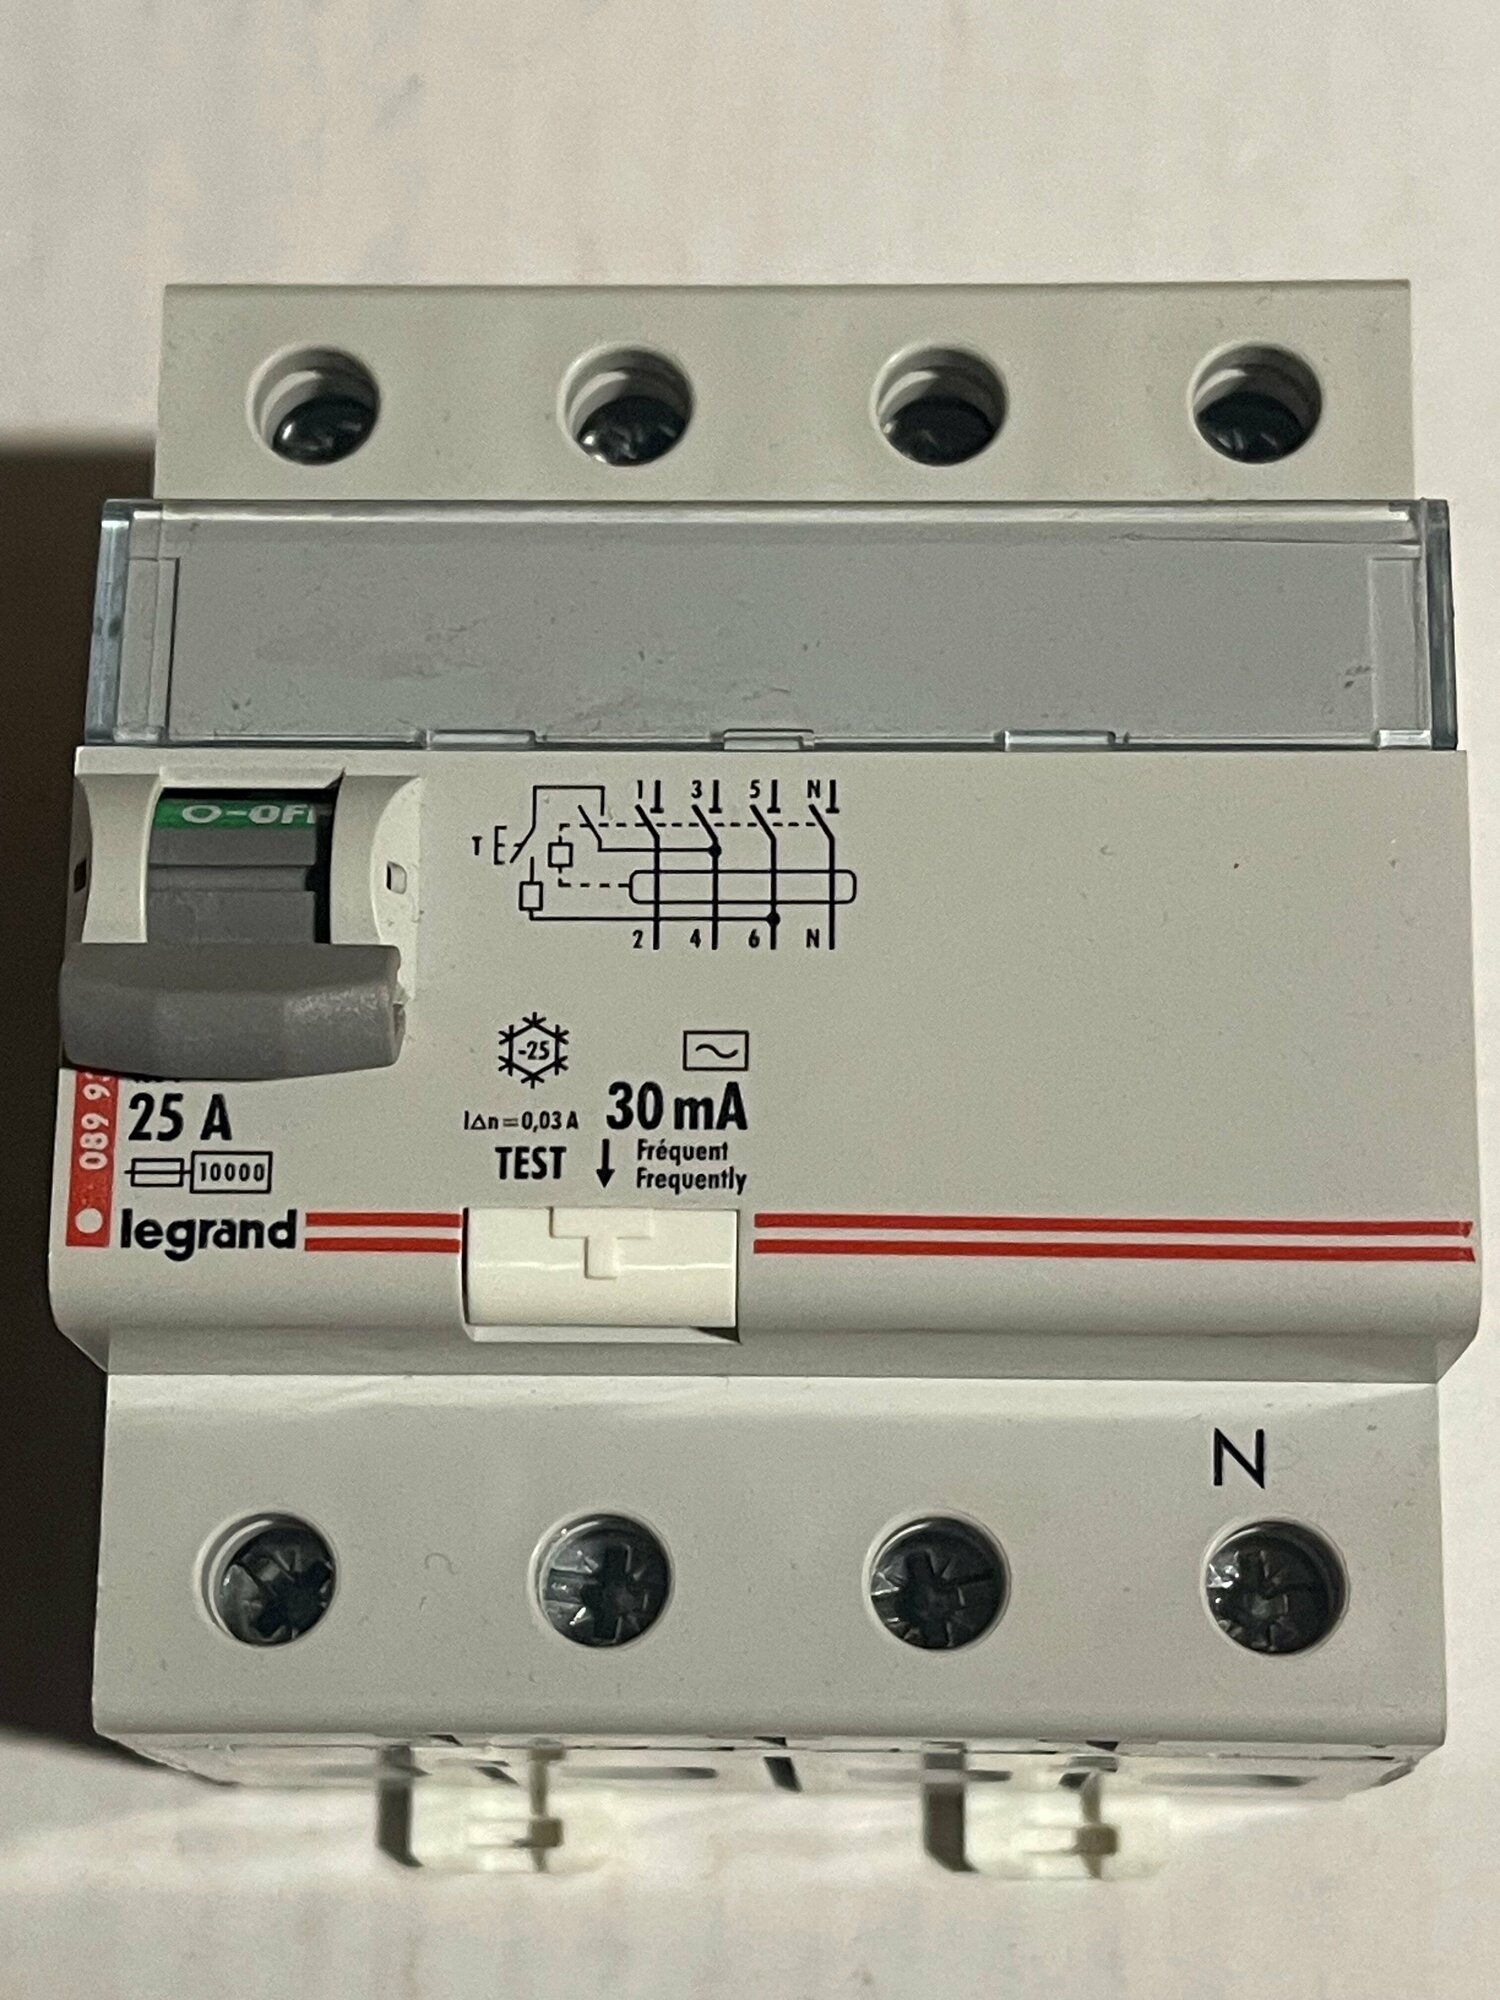 O-OFF
1 3 5 N
T
2 4 6 N
-25
25 A
I∆n=0,03 A 30 mA
TEST Fréquent
Frequently
10000
089
legrand
N